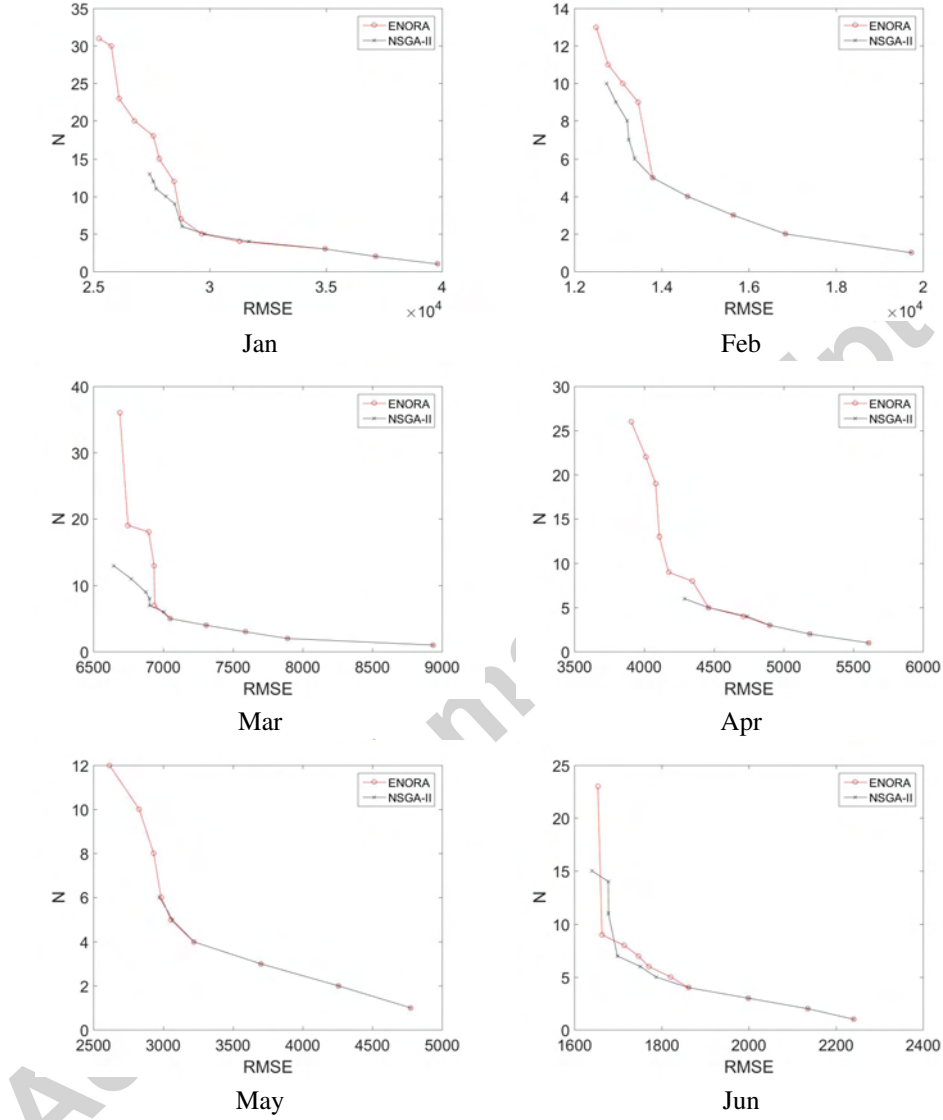 35
30
25
20
15
10
5
0
N
ENORA
NSGA-II
2.5 3 3.5 4
RMSE
×10⁴
Jan
14
12
10
8
6
4
2
0
N
ENORA
NSGA-II
1.2 1.4 1.6 1.8 2
RMSE
×10⁴
Feb
40
30
20
10
0
N
ENORA
NSGA-II
6500 7000 7500 8000 8500 9000
RMSE
Mar
30
25
20
15
10
5
0
N
ENORA
NSGA-II
3500 4000 4500 5000 5500 6000
RMSE
Apr
12
10
8
6
4
2
0
N
ENORA
NSGA-II
2500 3000 3500 4000 4500 5000
RMSE
May
25
20
15
10
5
0
N
ENORA
NSGA-II
1600 1800 2000 2200 2400
RMSE
Jun